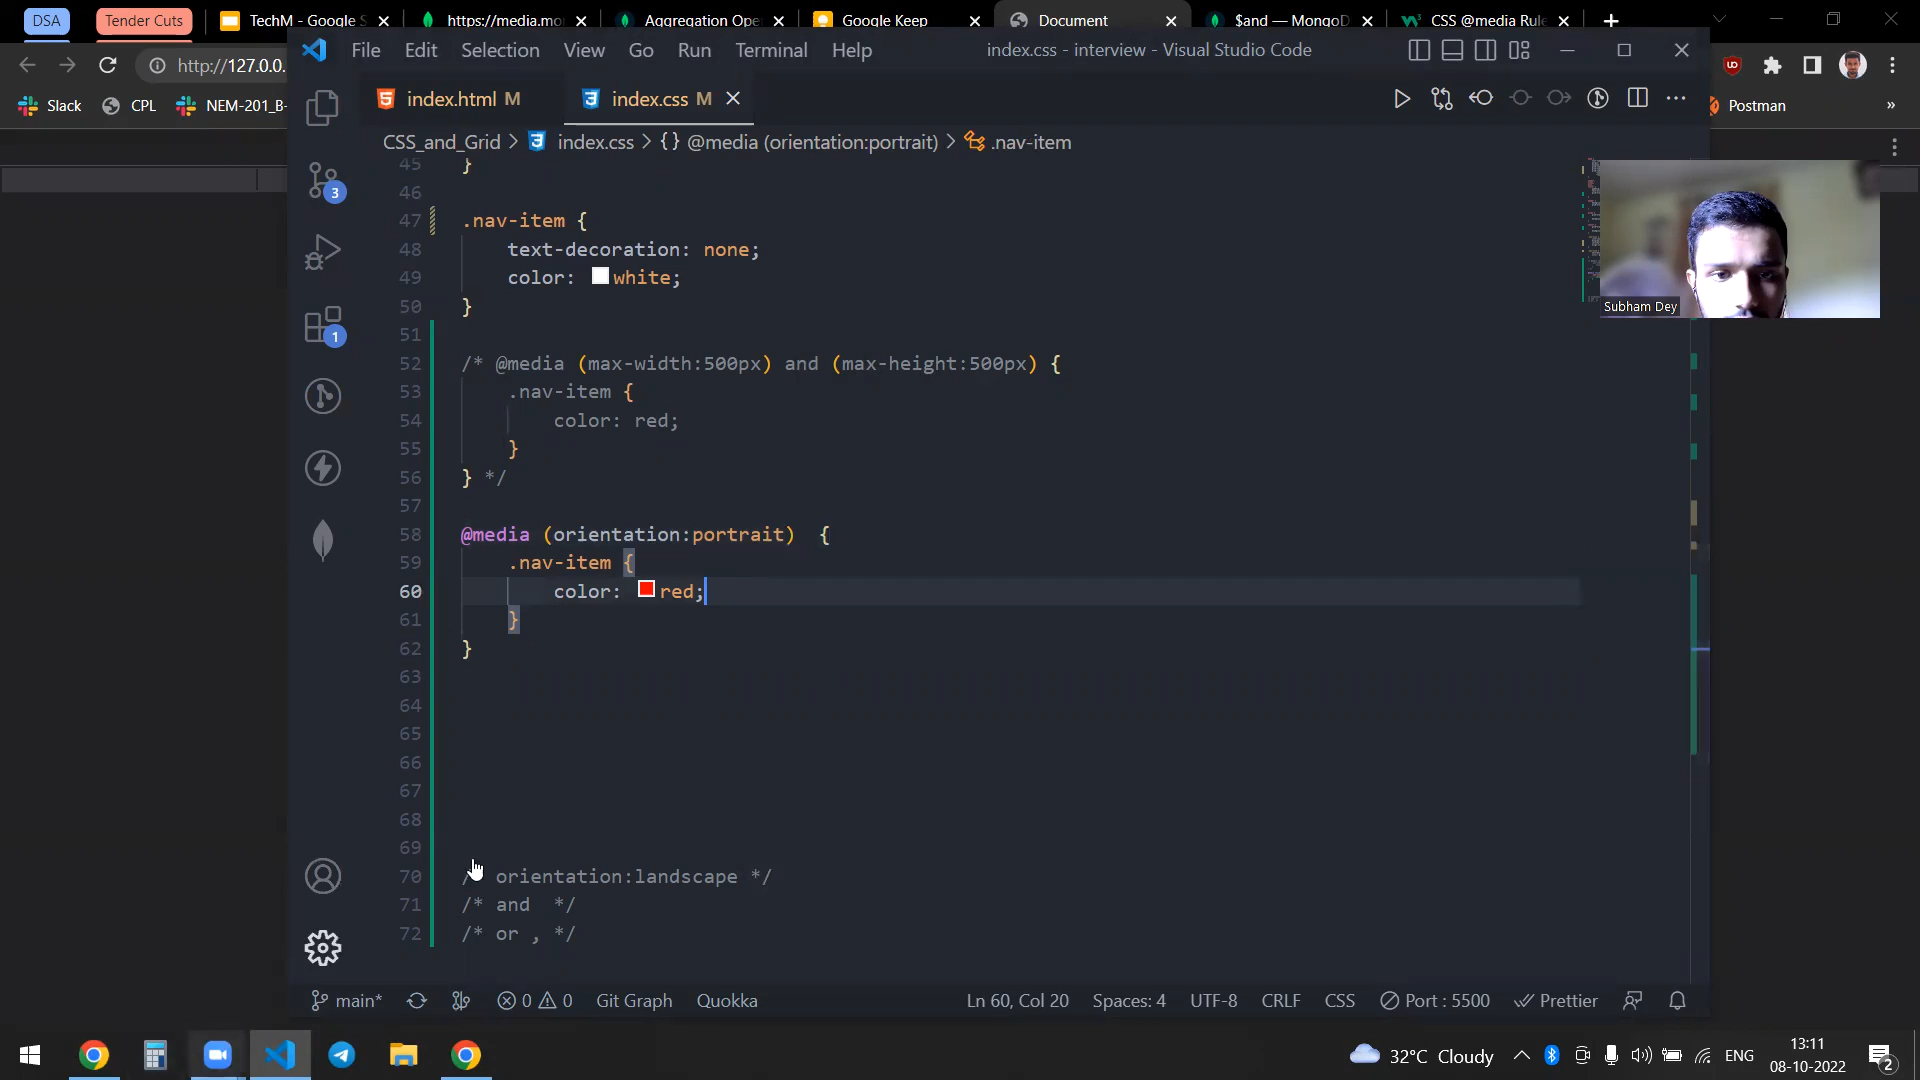 DSA
Tender Cuts
TechM - Google S
https://media.mo
Aggregation Ope
Google Keep
Document
$and — MongoD
CSS @media Rule
http://127.0.0.
Slack
CPL
NEM-201_B-
Postman
File Edit Selection View Go Run Terminal Help
index.css - interview - Visual Studio Code
index.html M
index.css M
CSS_and_Grid > index.css > {} @media (orientation:portrait) > .nav-item
45 }
46
47 .nav-item {
48 text-decoration: none;
49 color: white;
50 }
51
52 /* @media (max-width:500px) and (max-height:500px) {
53 .nav-item {
54 color: red;
55 }
56 } */
57
58 @media (orientation:portrait) {
59 .nav-item {
60 color: red;
61 }
62 }
63
64
65
66
67
68
69
70 /* orientation:landscape */
71 /* and */
72 /* or , */
3
1
Subham Dey
main* 0 0 Git Graph Quokka Ln 60, Col 20 Spaces: 4 UTF-8 CRLF CSS Port : 5500 Prettier
32°C Cloudy
ENG
13:11
08-10-2022
2